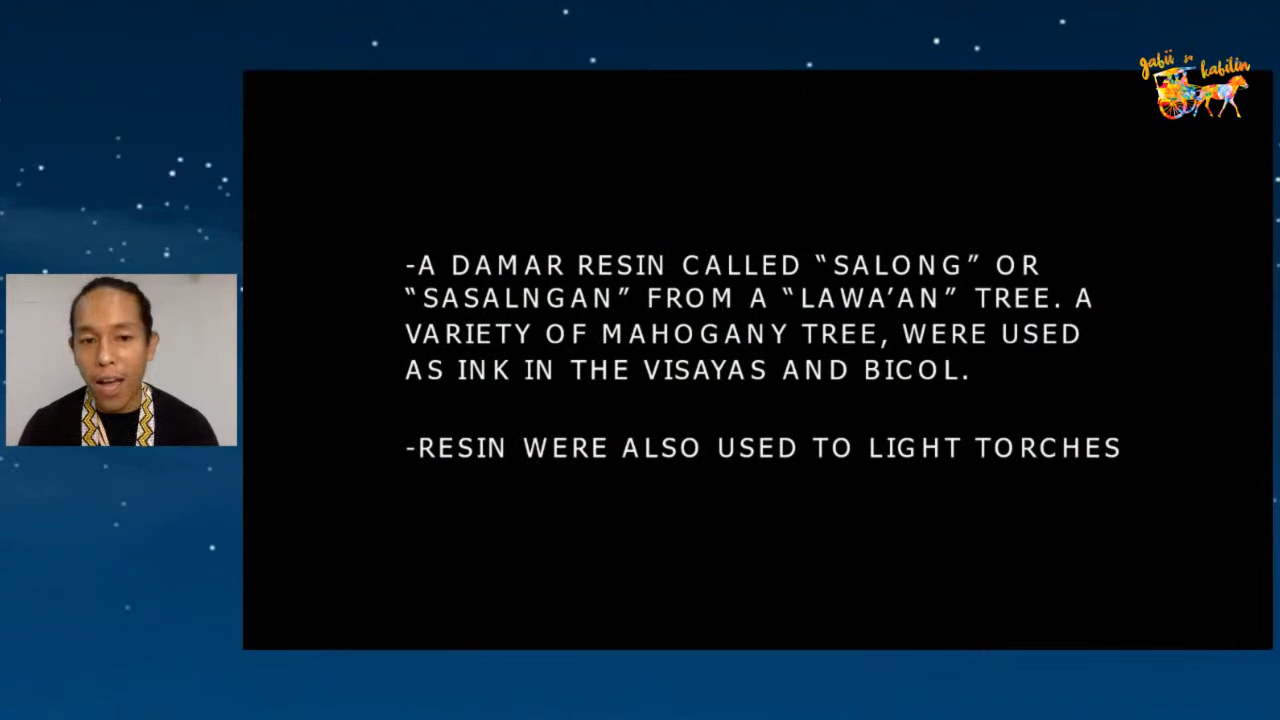 gabii sa kabilin
-A DAMAR RESIN CALLED “SALONG” OR
“SASALNGAN” FROM A “LAWA’AN” TREE. A
VARIETY OF MAHOGANY TREE, WERE USED
AS INK IN THE VISAYAS AND BICOL.
-RESIN WERE ALSO USED TO LIGHT TORCHES